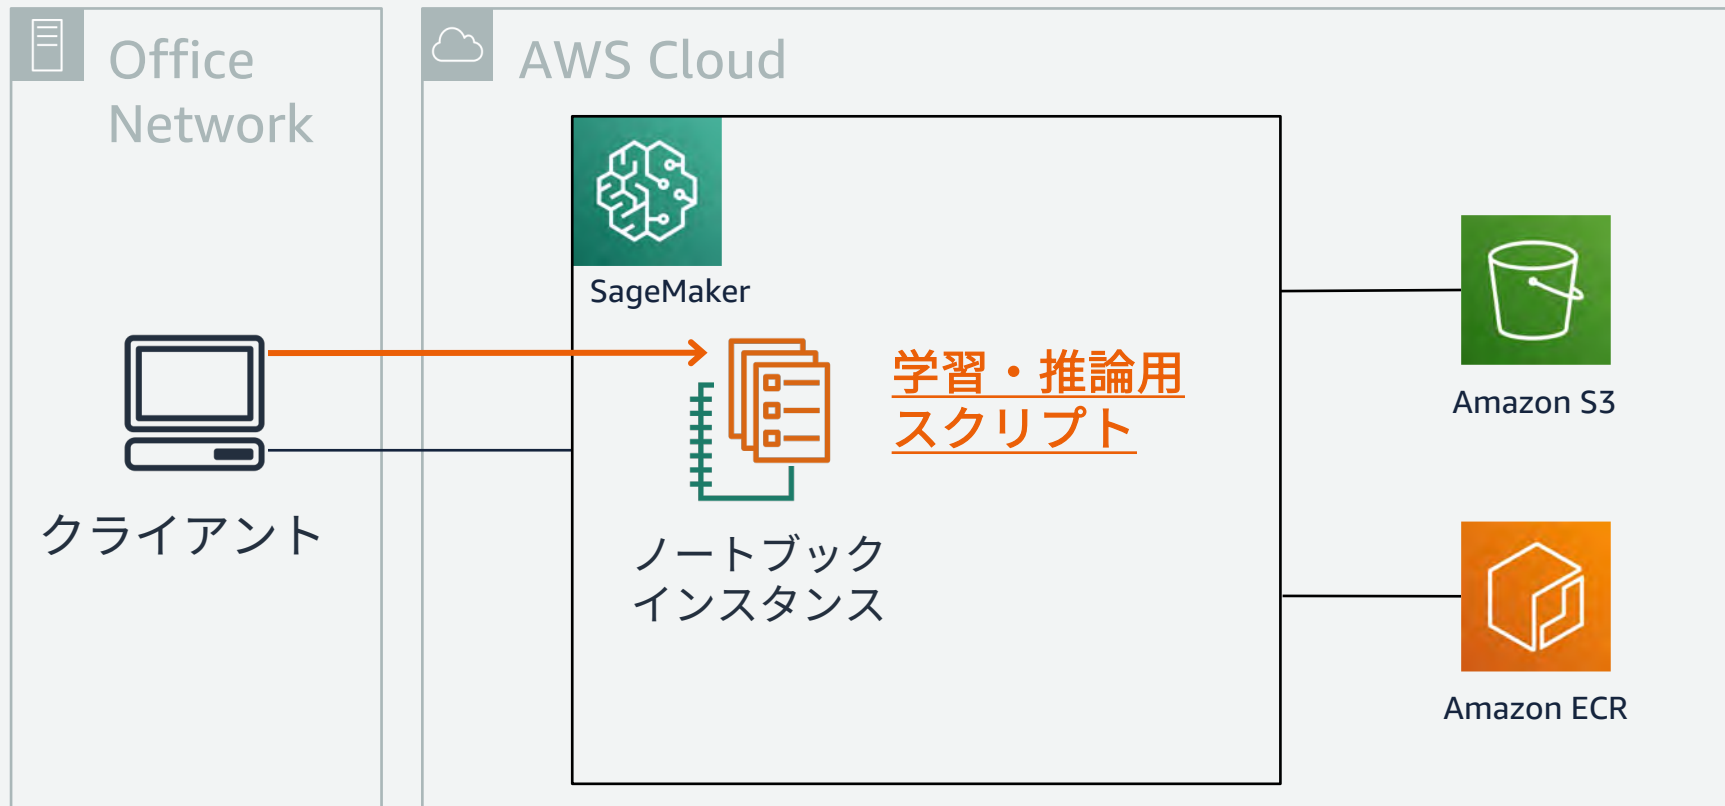 Office
Network
AWS Cloud
SageMaker
学習・推論用
スクリプト
クライアント
ノートブック
インスタンス
Amazon S3
Amazon ECR